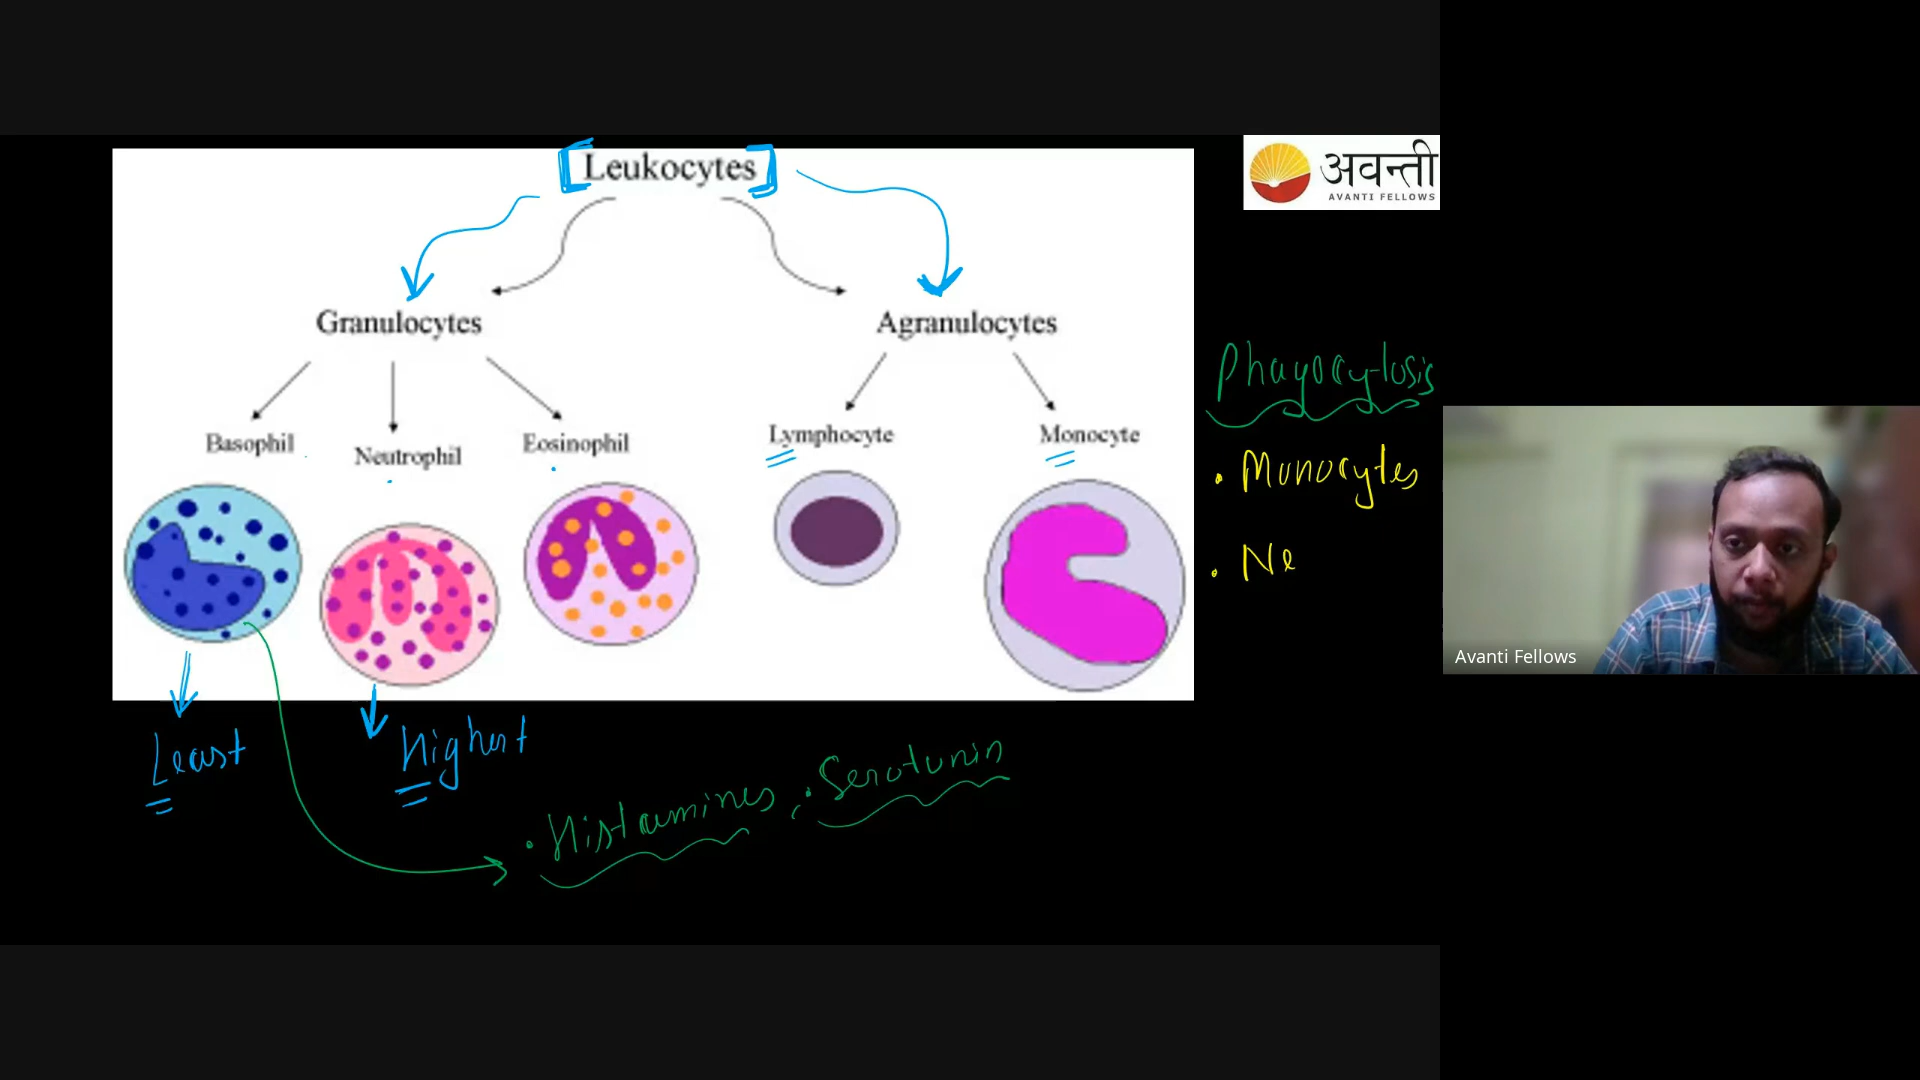 Leukocytes
अवन्ती
AVANTI FELLOWS
Granulocytes
Agranulocytes
Phagocytosis
Basophil
Neutrophil
Eosinophil
Lymphocyte
Monocyte
. Monocytes
. Ne
Avanti Fellows
Least
Highest
. Histamines, . Serotonin